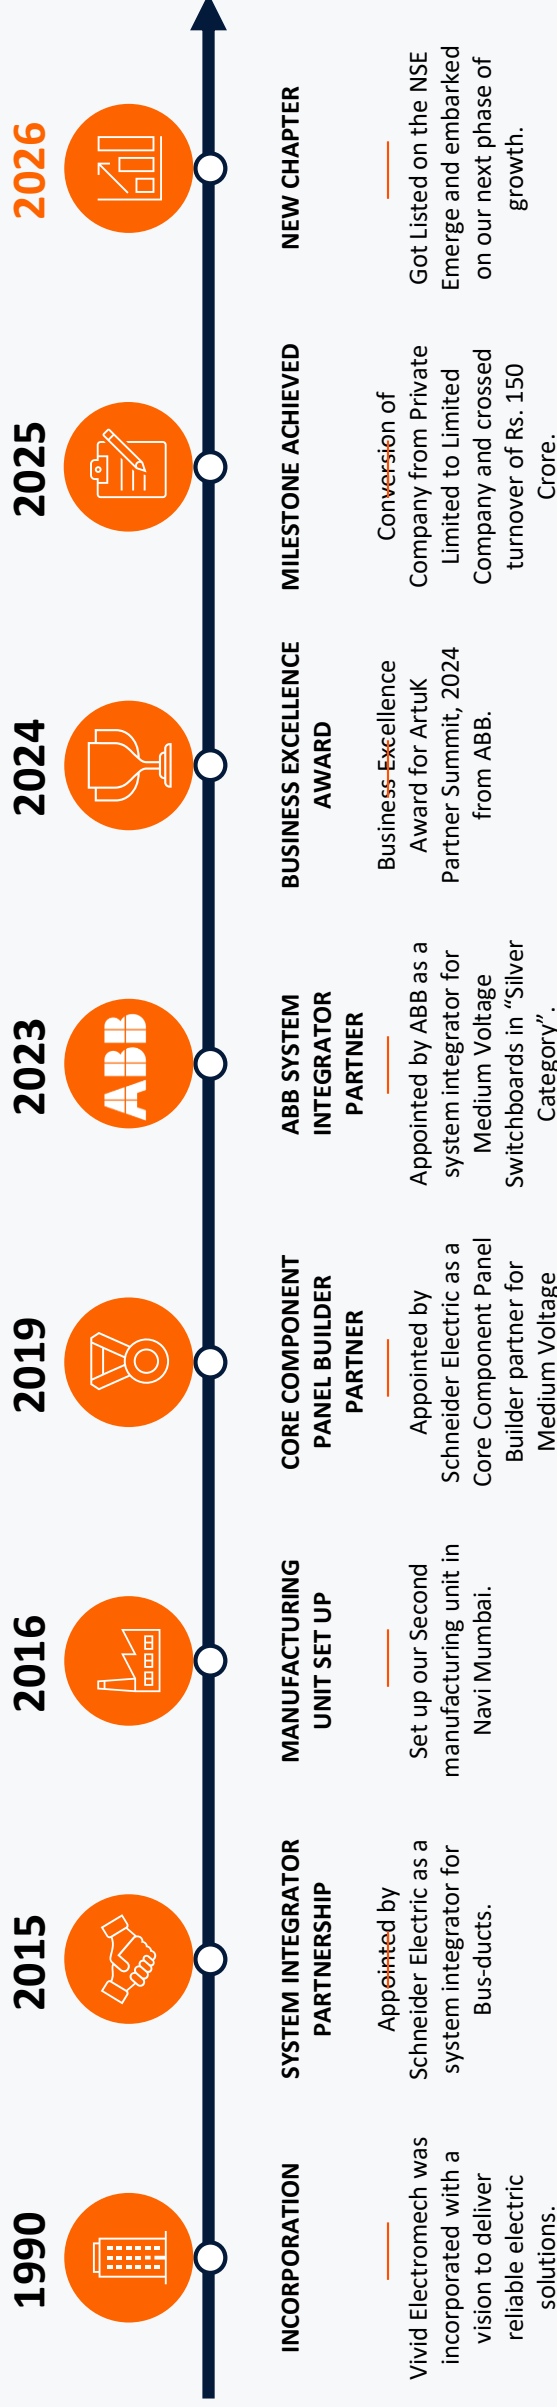 1990
INCORPORATION
Vivid Electromech was
incorporated with a
vision to deliver
reliable electric
solutions.
2015
SYSTEM INTEGRATOR
PARTNERSHIP
Appointed by
Schneider Electric as a
system integrator for
Bus-ducts.
2016
MANUFACTURING
UNIT SET UP
Set up our Second
manufacturing unit in
Navi Mumbai.
2019
CORE COMPONENT
PANEL BUILDER
PARTNER
Appointed by
Schneider Electric as a
Core Component Panel
Builder partner for
Medium Voltage
2023
ABB
ABB SYSTEM
INTEGRATOR
PARTNER
Appointed by ABB as a
system integrator for
Medium Voltage
Switchboards in “Silver
Category”.
2024
BUSINESS EXCELLENCE
AWARD
Business Excellence
Award for ArtuK
Partner Summit, 2024
from ABB.
2025
MILESTONE ACHIEVED
Conversion of
Company from Private
Limited to Limited
Company and crossed
turnover of Rs. 150
Crore.
2026
NEW CHAPTER
Got Listed on the NSE
Emerge and embarked
on our next phase of
growth.